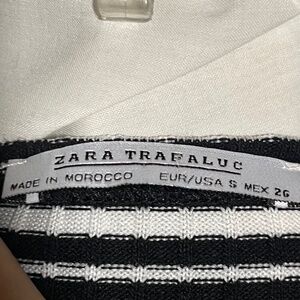 ZARA TRAFALUC
MADE IN MOROCCO EUR/USA S MEX 26